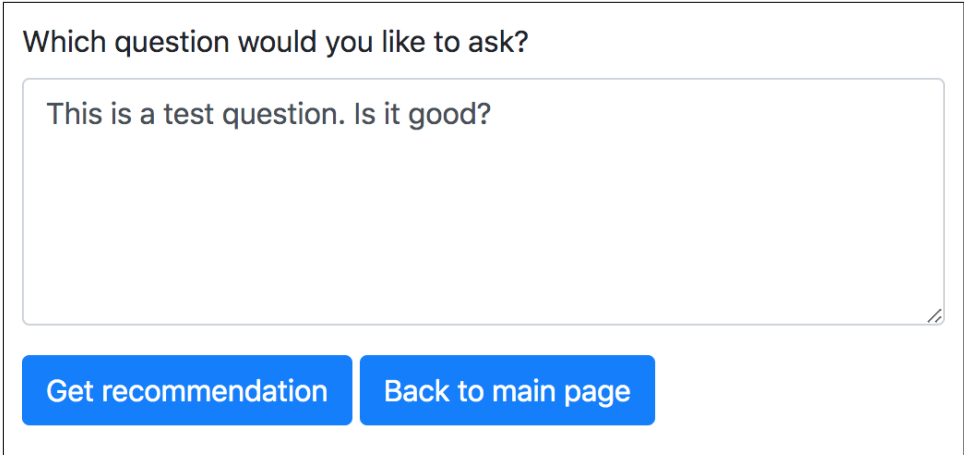 Which question would you like to ask?
This is a test question. Is it good?
Get recommendation Back to main page